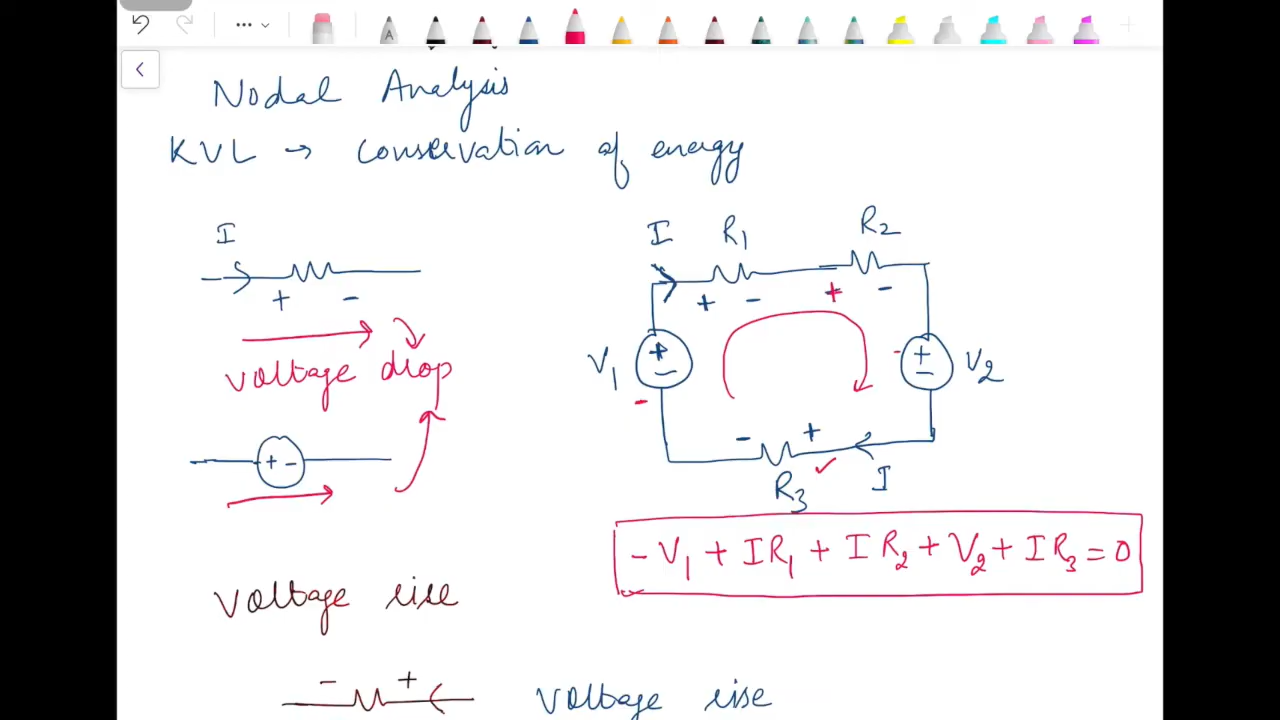 Nodal Analysis
KVL → conservation of energy
I
+ -
voltage drop
+ -
I R1 R2
+ - + -
V1 + - - + - V2
- +
R3 I
- V1 + IR1 + IR2 + V2 + IR3 = 0
voltage rise
- +
voltage rise